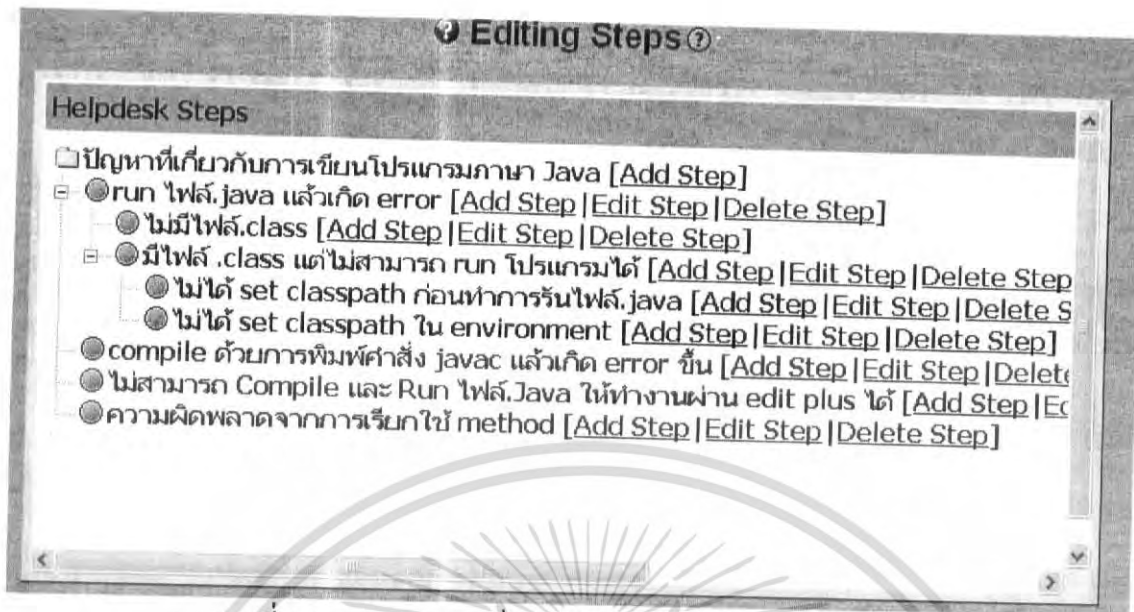 Editing Steps
Helpdesk Steps
ปัญหาที่เกี่ยวกับการเขียนโปรแกรมภาษา Java [Add Step]
run ไฟล์.java แล้วเกิด error [Add Step|Edit Step|Delete Step]
ไม่มีไฟล์.class [Add Step|Edit Step|Delete Step]
มีไฟล์ .class แต่ไม่สามารถ run โปรแกรมได้ [Add Step|Edit Step|Delete Step
ไม่ได้ set classpath ก่อนทำการรันไฟล์.java [Add Step|Edit Step|Delete S
ไม่ได้ set classpath ใน environment [Add Step|Edit Step|Delete Step]
compile ด้วยการพิมพ์คำสั่ง javac แล้วเกิด error ขึ้น [Add Step|Edit Step|Delete
ไม่สามารถ Compile และ Run ไฟล์.Java ให้ทำงานผ่าน edit plus ได้ [Add Step|Ed
ความผิดพลาดจากการเรียกใช้ method [Add Step|Edit Step|Delete Step]